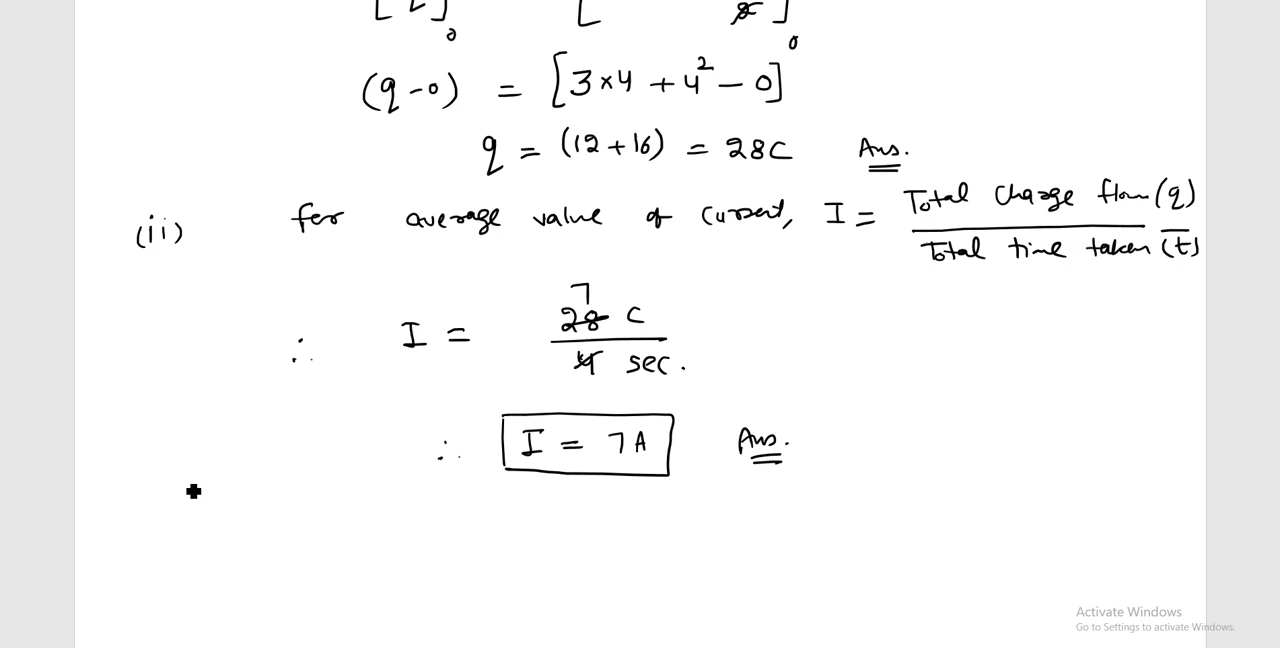 (q - 0) = [3 × 4 + 4² - 0]
q = (12 + 16) = 28C Ans.
(ii) for average value of current, I = Total charge flow (q) / Total time taken (t)
∴ I = 28 C / 4 sec. 7
∴ I = 7A Ans.
Activate Windows
Go to Settings to activate Windows.